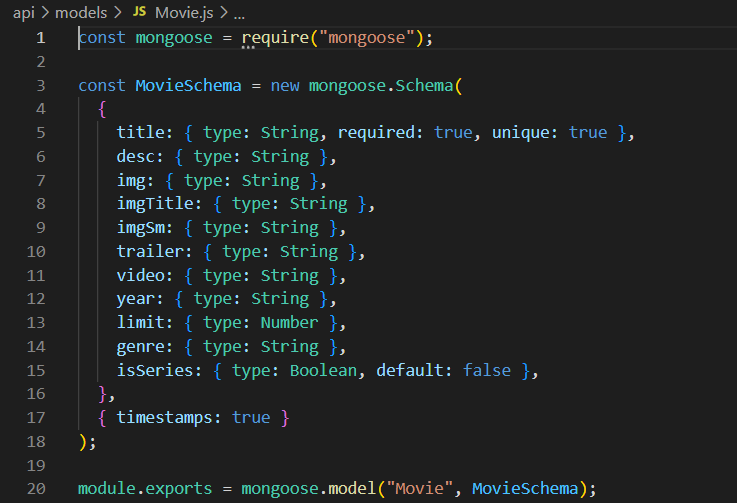 api > models > JS Movie.js > ...
1 const mongoose = require("mongoose");
2
3 const MovieSchema = new mongoose.Schema(
4   {
5     title: { type: String, required: true, unique: true },
6     desc: { type: String },
7     img: { type: String },
8     imgTitle: { type: String },
9     imgSm: { type: String },
10     trailer: { type: String },
11     video: { type: String },
12     year: { type: String },
13     limit: { type: Number },
14     genre: { type: String },
15     isSeries: { type: Boolean, default: false },
16   },
17   { timestamps: true }
18 );
19
20 module.exports = mongoose.model("Movie", MovieSchema);